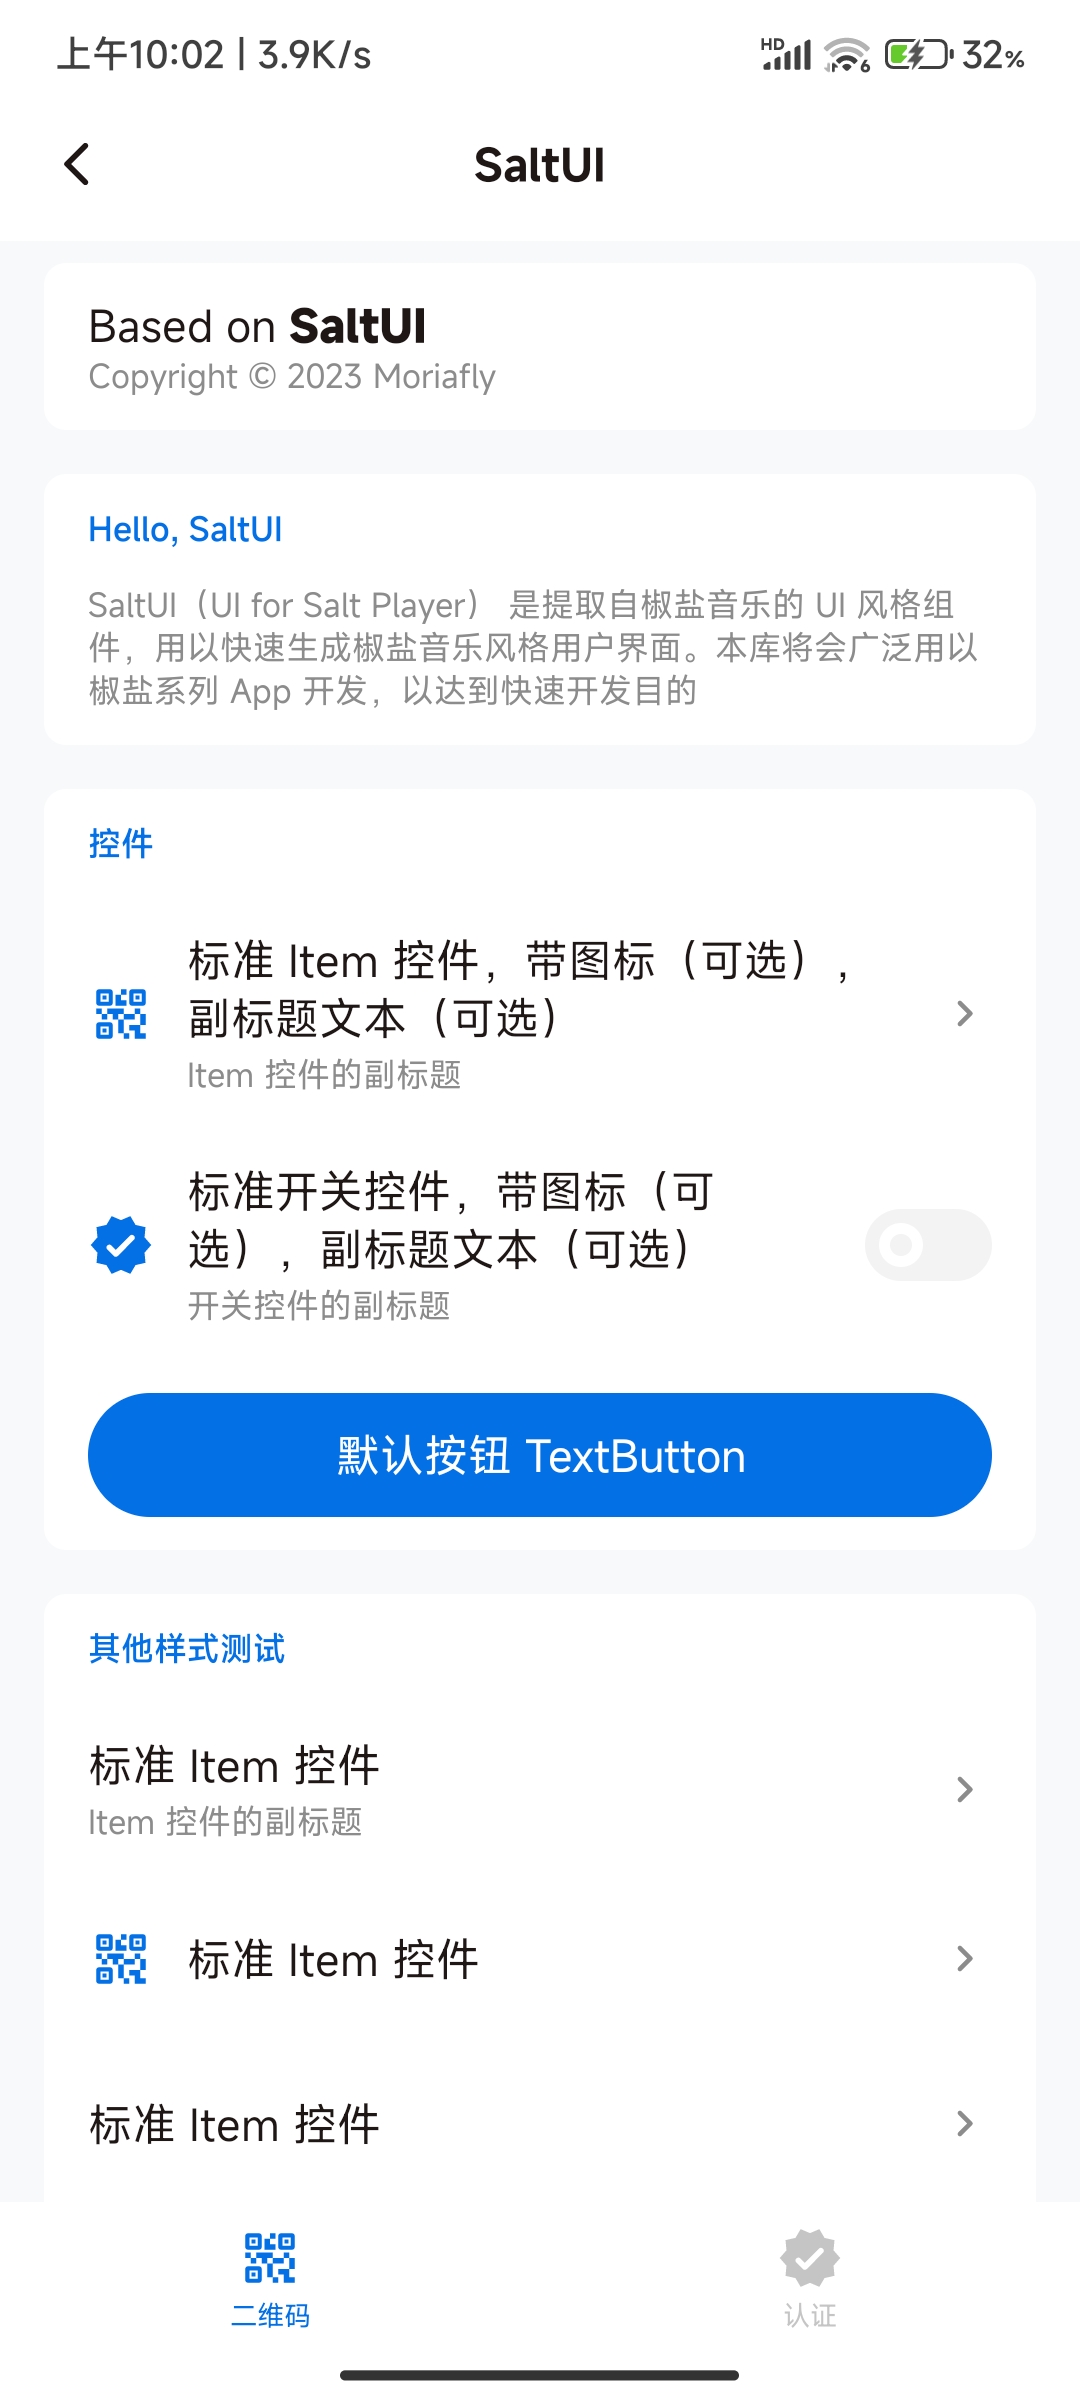 上午10:02 | 3.9K/s HD 6 32%
SaltUI
Based on SaltUI
Copyright © 2023 Moriafly
Hello, SaltUI
SaltUI（UI for Salt Player） 是提取自椒盐音乐的 UI 风格组
件，用以快速生成椒盐音乐风格用户界面。本库将会广泛用以
椒盐系列 App 开发，以达到快速开发目的
控件
标准 Item 控件，带图标（可选），
副标题文本（可选）
Item 控件的副标题
标准开关控件，带图标（可
选），副标题文本（可选）
开关控件的副标题
默认按钮 TextButton
其他样式测试
标准 Item 控件
Item 控件的副标题
标准 Item 控件
标准 Item 控件
二维码
认证